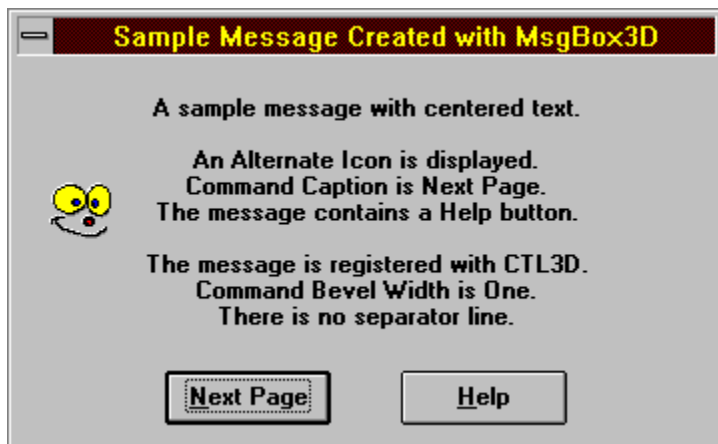 Sample Message Created with MsgBox3D
A sample message with centered text.
An Alternate Icon is displayed.
Command Caption is Next Page.
The message contains a Help button.
The message is registered with CTL3D.
Command Bevel Width is One.
There is no separator line.
Next Page
Help